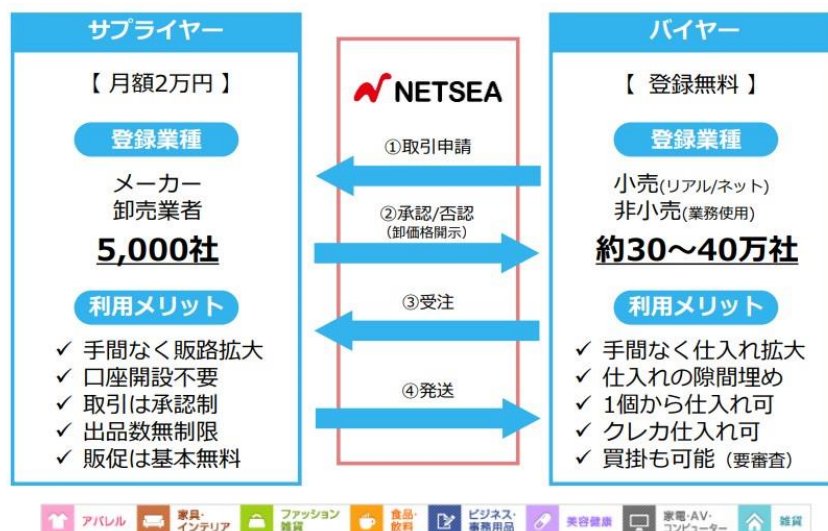 サプライヤー
【 月額2万円 】
登録業種
メーカー
卸売業者
5,000社
利用メリット
✓ 手間なく販路拡大
✓ 口座開設不要
✓ 取引は承認制
✓ 出品数無制限
✓ 販促は基本無料
NETSEA
①取引申請
②承認/否認
(卸価格開示)
③受注
④発送
バイヤー
【 登録無料 】
登録業種
小売(リアル/ネット)
非小売(業務使用)
約30～40万社
利用メリット
✓ 手間なく仕入れ拡大
✓ 仕入れの隙間埋め
✓ 1個から仕入れ可
✓ クレカ仕入れ可
✓ 買掛も可能（要審査）
アパレル
家具・
インテリア
ファッション
雑貨
食品・
飲料
ビジネス・
事務用品
美容健康
家電・AV・
コンピューター
雑貨